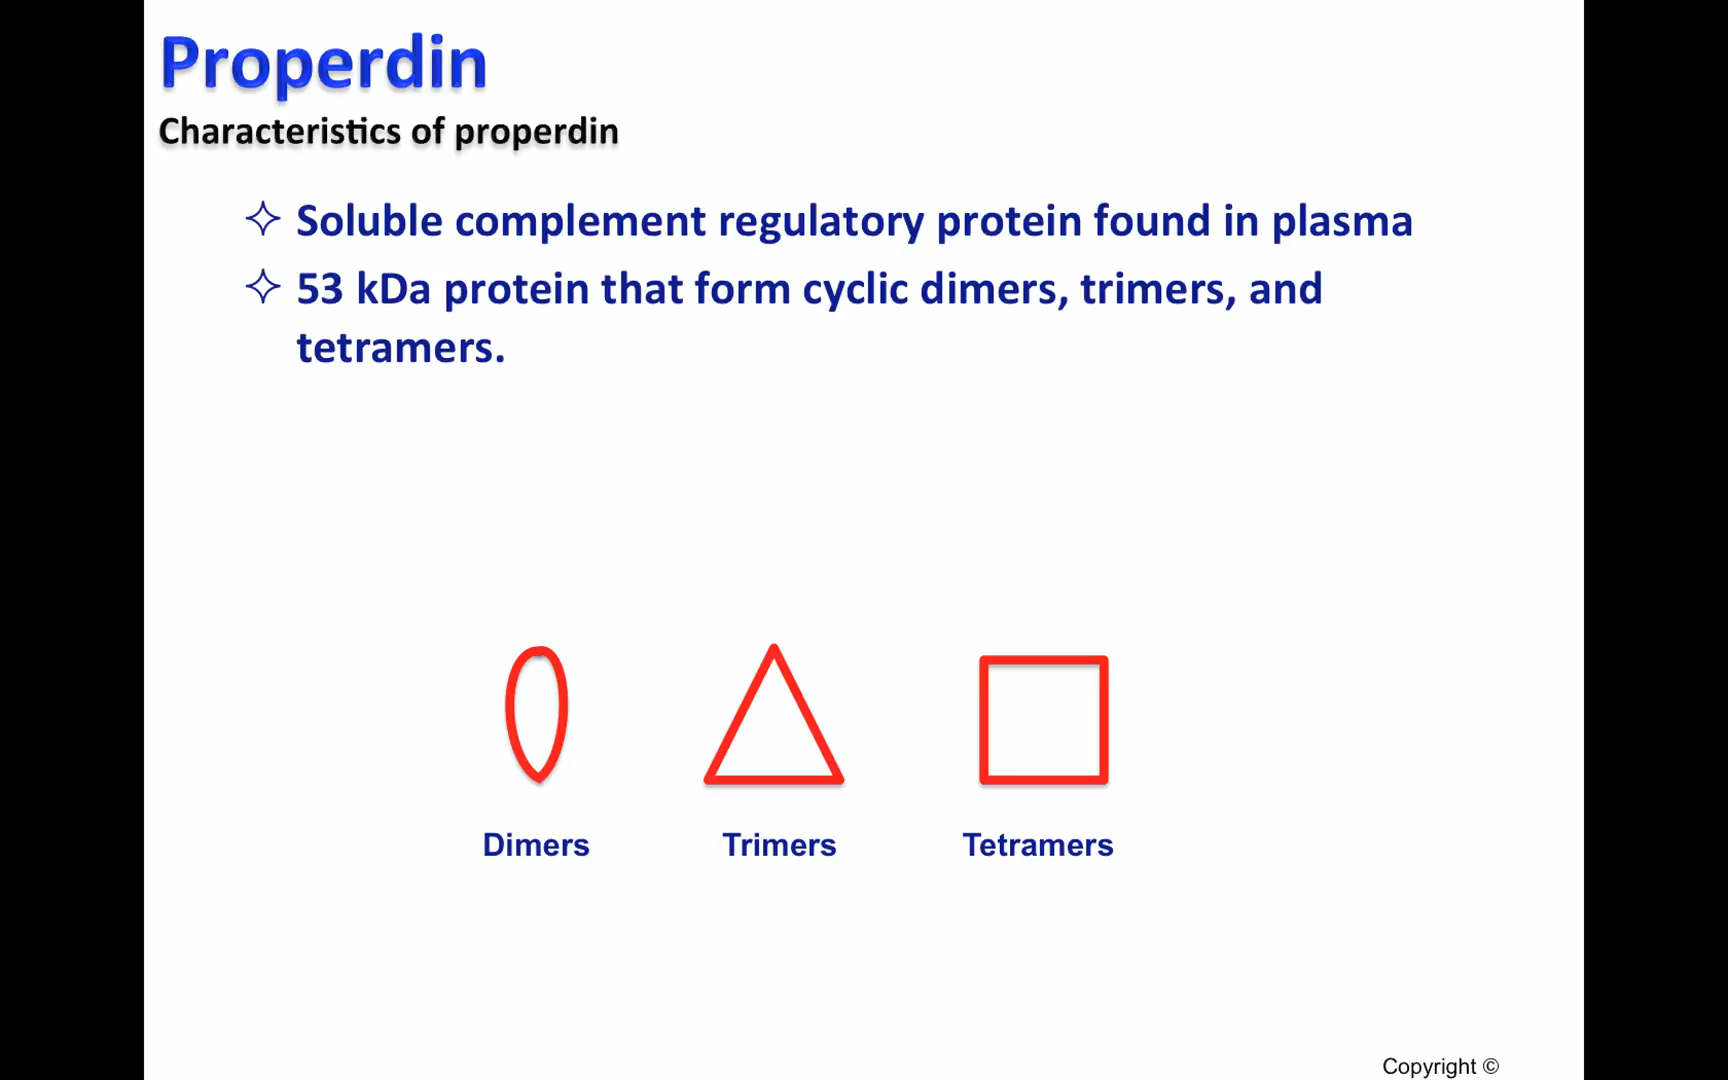 Properdin
Characteristics of properdin
Soluble complement regulatory protein found in plasma
53 kDa protein that form cyclic dimers, trimers, and
tetramers.
Dimers Trimers Tetramers
Copyright ©